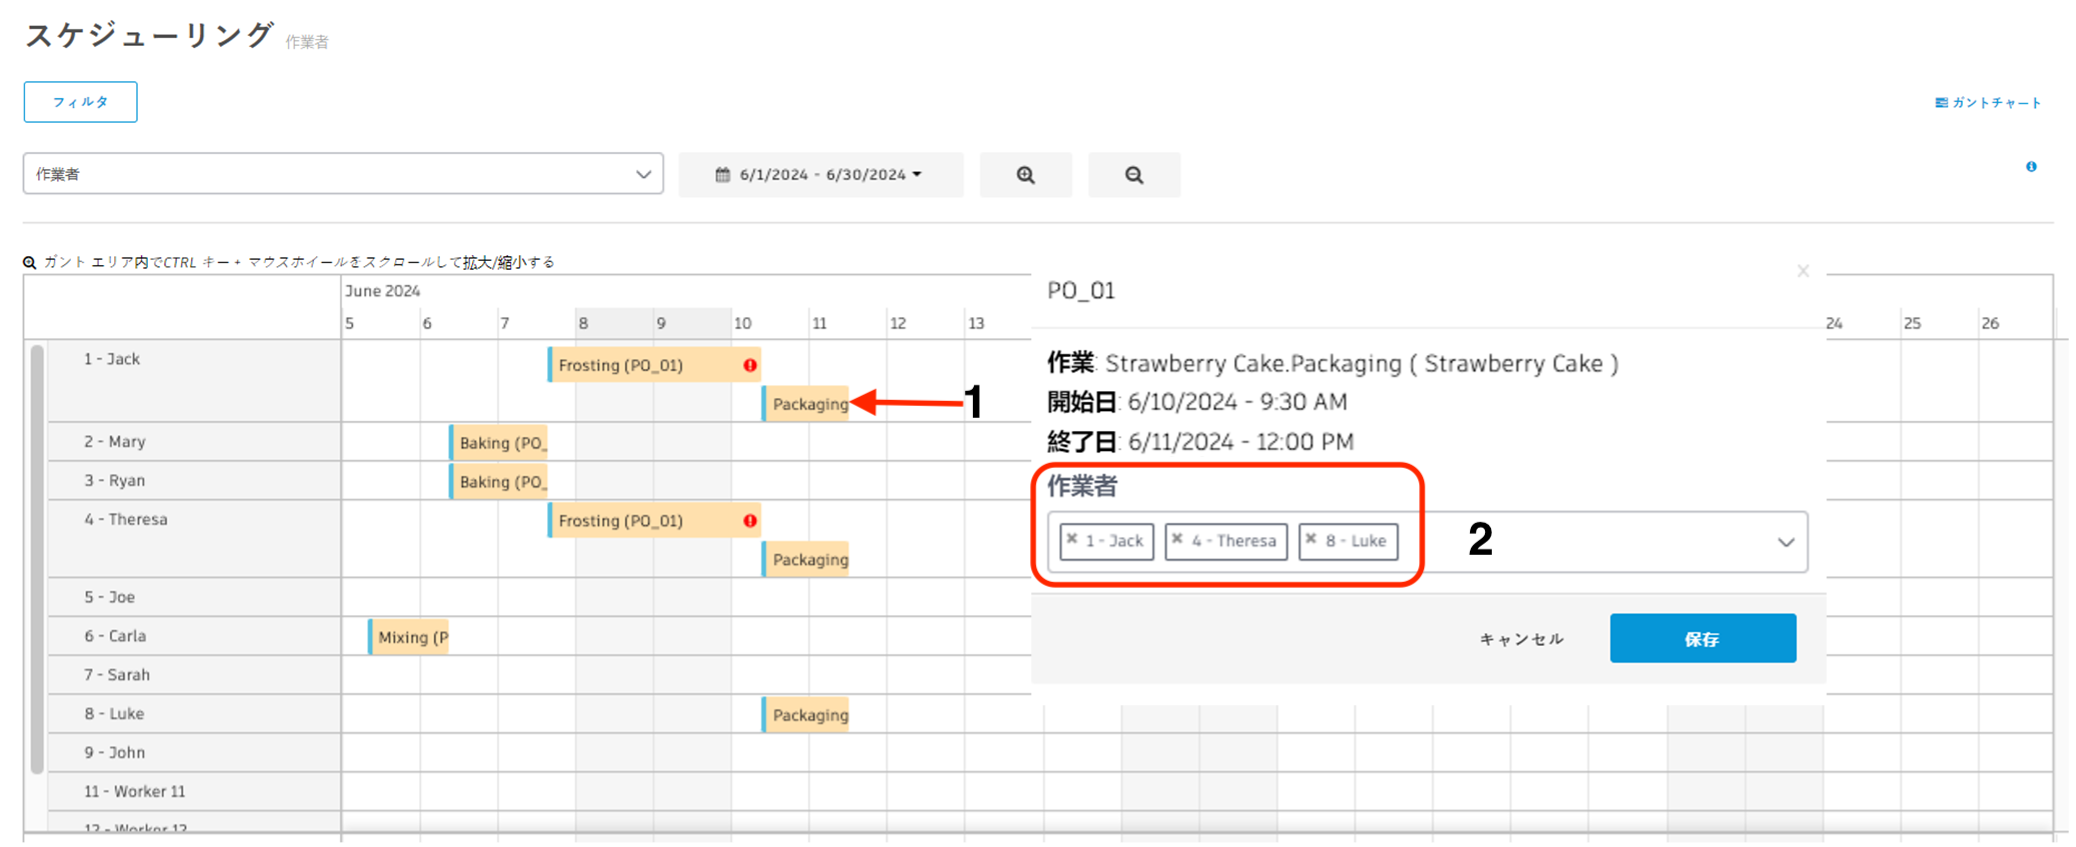 スケジューリング 作業者
フィルタ
ガントチャート
作業者
6/1/2024 - 6/30/2024
ガント エリア内でCTRL キー + マウスホイールをスクロールして拡大/縮小する
June 2024
5 6 7 8 9 10 11 12 13 24 25 26
1 - Jack
Frosting (PO_01)
Packaging
1
2 - Mary
Baking (PO_
3 - Ryan
Baking (PO_
4 - Theresa
Frosting (PO_01)
Packaging
5 - Joe
6 - Carla
Mixing (P
7 - Sarah
8 - Luke
Packaging
9 - John
11 - Worker 11
12 - Worker 12
PO_01
作業: Strawberry Cake.Packaging ( Strawberry Cake )
開始日: 6/10/2024 - 9:30 AM
終了日: 6/11/2024 - 12:00 PM
作業者
1 - Jack 4 - Theresa 8 - Luke
2
キャンセル
保存